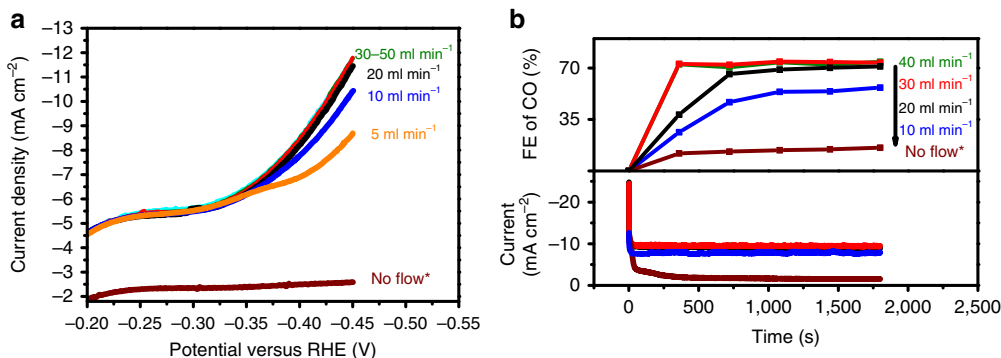 a
Current density (mA cm⁻²)
–13
–12
–11
–10
–9
–8
–7
–6
–5
–4
–3
–2
30–50 ml min⁻¹
20 ml min⁻¹
10 ml min⁻¹
5 ml min⁻¹
No flow*
–0.20 –0.25 –0.30 –0.35 –0.40 –0.45 –0.50 –0.55
Potential versus RHE (V)
b
FE of CO (%)
70
35
40 ml min⁻¹
30 ml min⁻¹
20 ml min⁻¹
10 ml min⁻¹
No flow*
Current
(mA cm⁻²)
–20
–10
0
0 500 1,000 1,500 2,000 2,500
Time (s)